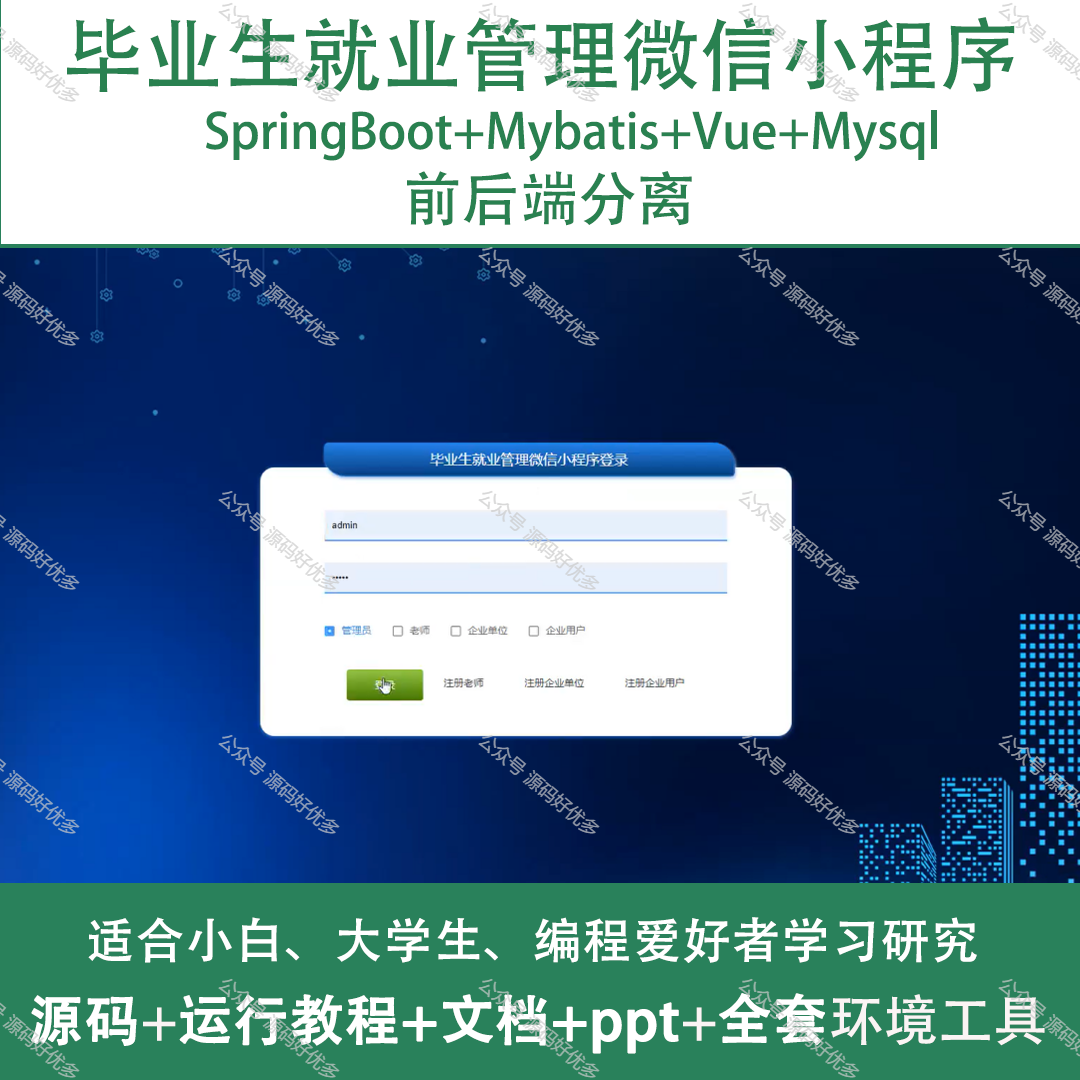 毕业生就业管理微信小程序
SpringBoot+Mybatis+Vue+Mysql
前后端分离
毕业生就业管理微信小程序登录
admin
管理员 老师 企业单位 企业用户
登录 注册老师 注册企业单位 注册企业用户
适合小白、大学生、编程爱好者学习研究
源码+运行教程+文档+ppt+全套环境工具
公众号 源码好优多